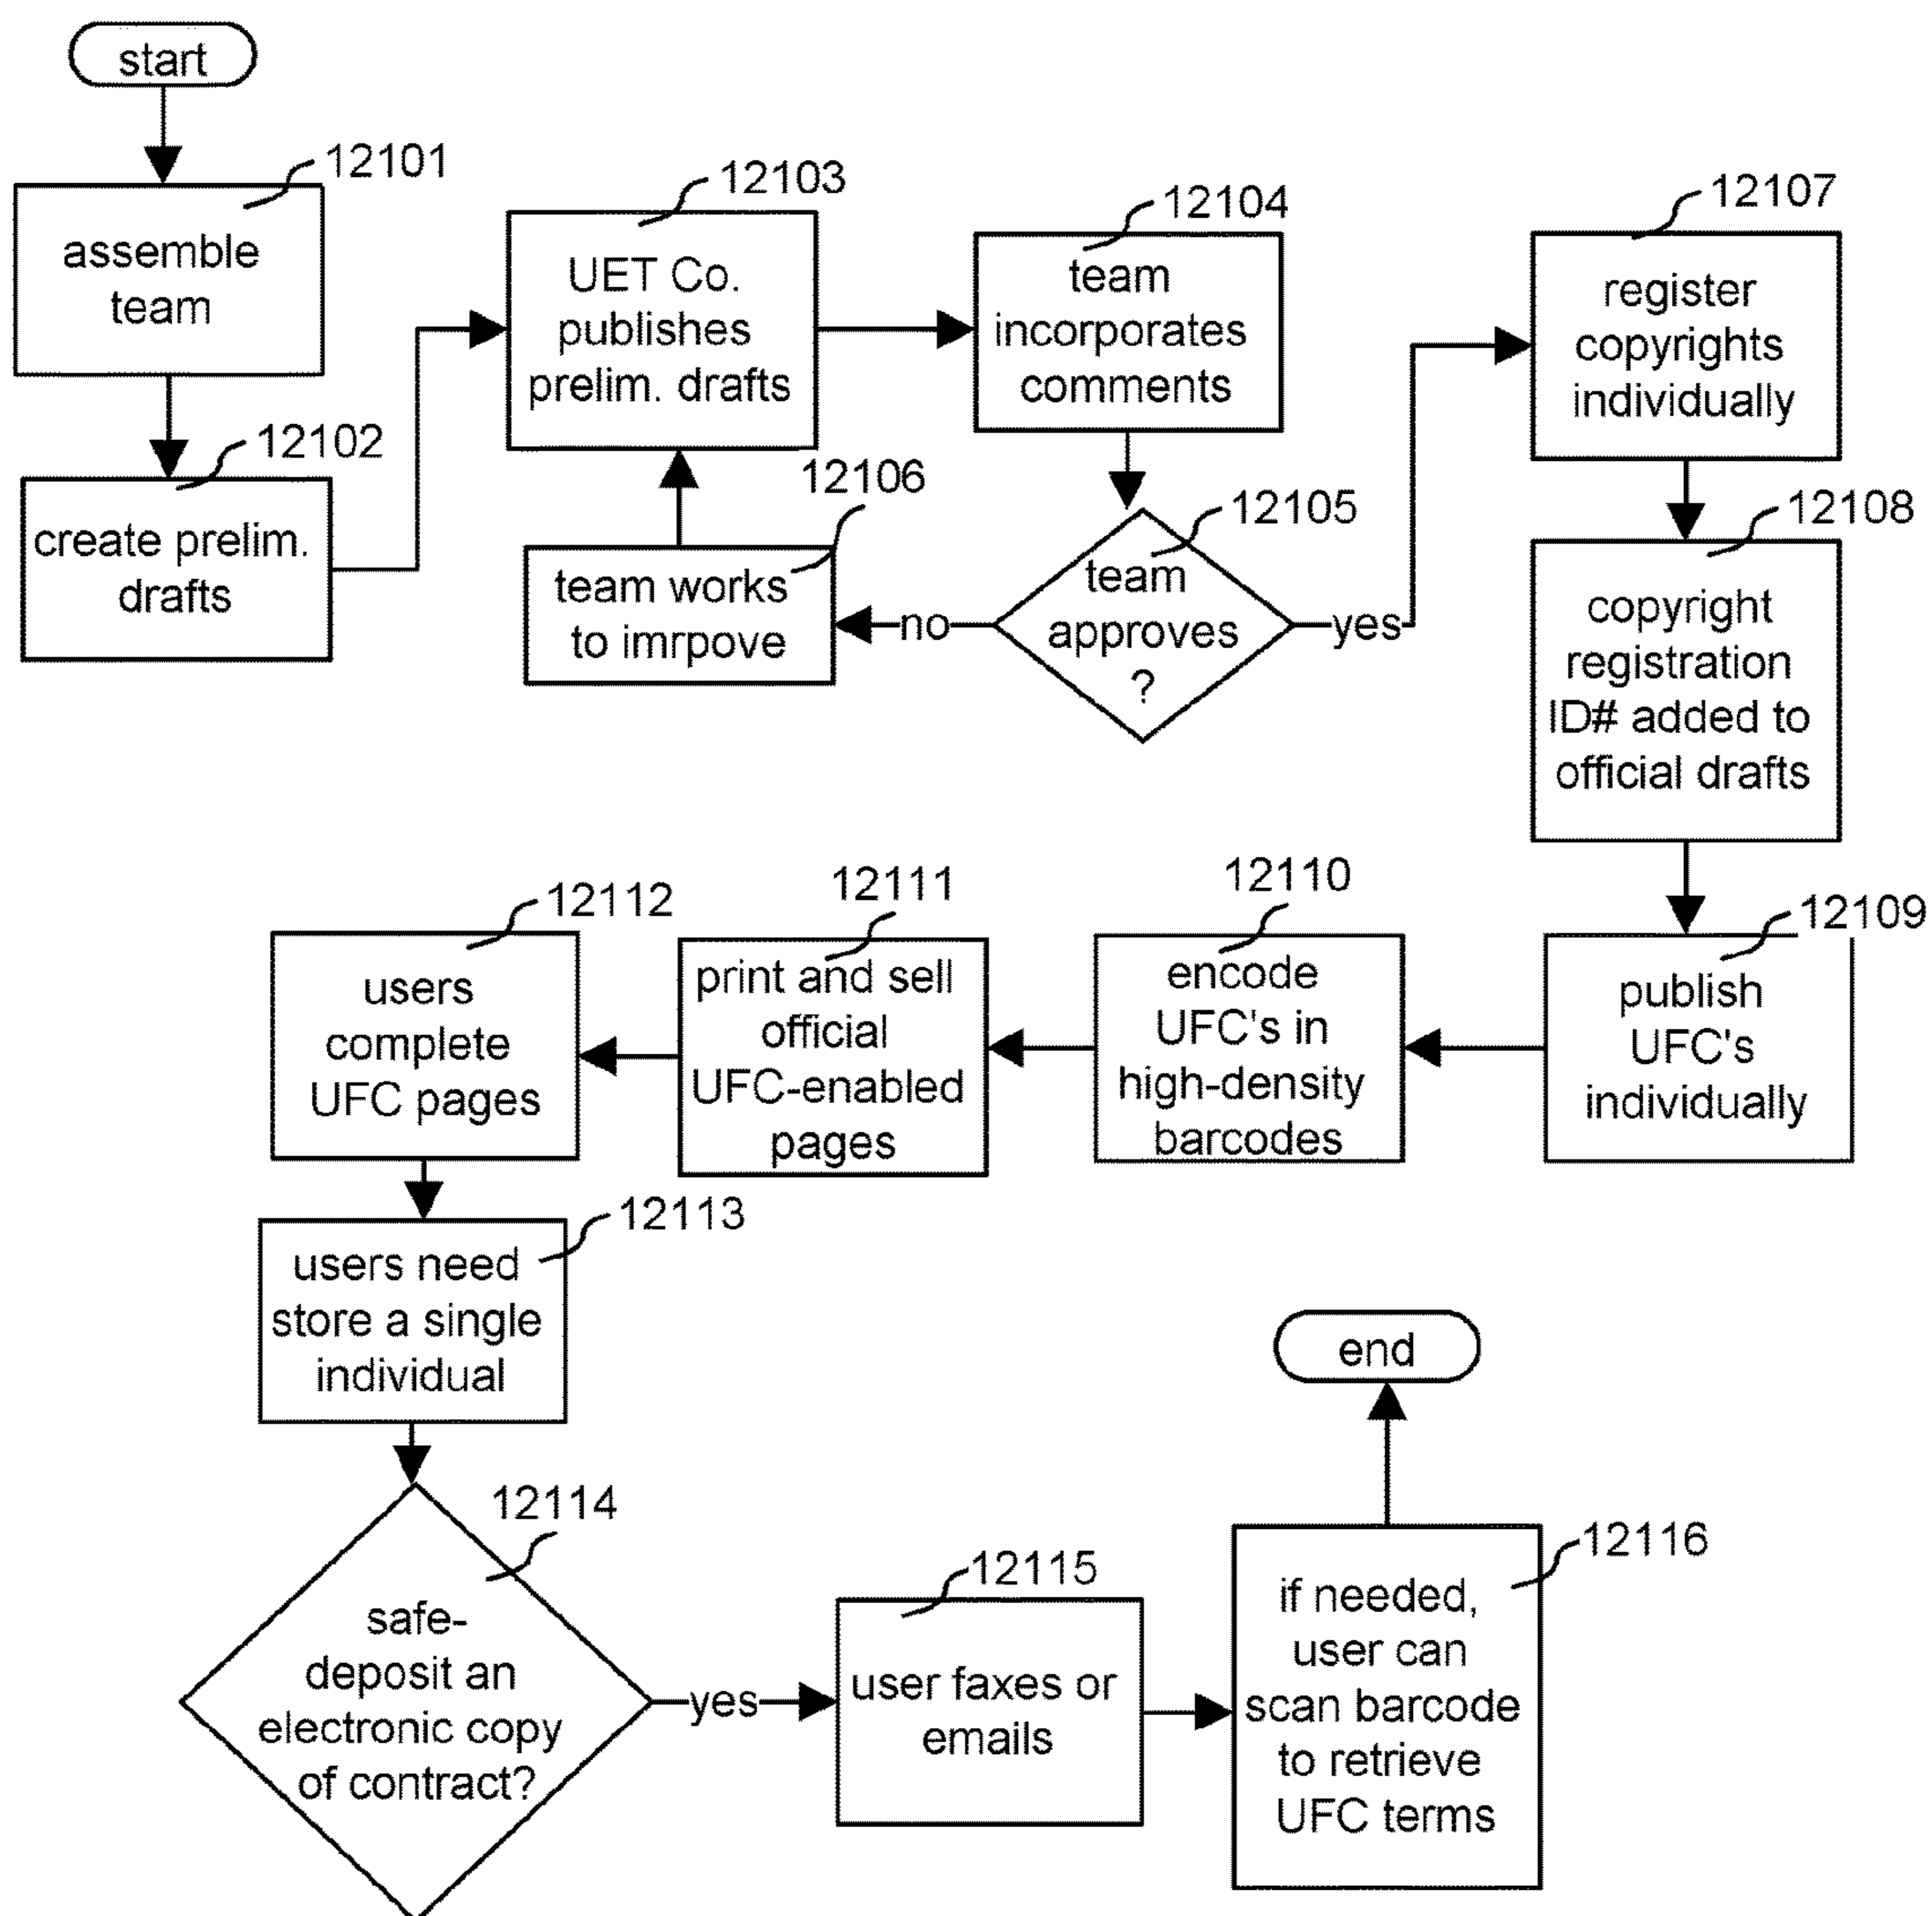 start
12101
assemble
team
12102
create prelim.
drafts
12103
UET Co.
publishes
prelim. drafts
12104
team
incorporates
comments
12105
team
approves
?
no
12106
team works
to imrpove
yes
12107
register
copyrights
individually
12108
copyright
registration
ID# added to
official drafts
12109
publish
UFC's
individually
12110
encode
UFC's in
high-density
barcodes
12111
print and sell
official
UFC-enabled
pages
12112
users
complete
UFC pages
12113
users need
store a single
individual
12114
safe-
deposit an
electronic copy
of contract?
yes
12115
user faxes or
emails
12116
if needed,
user can
scan barcode
to retrieve
UFC terms
end